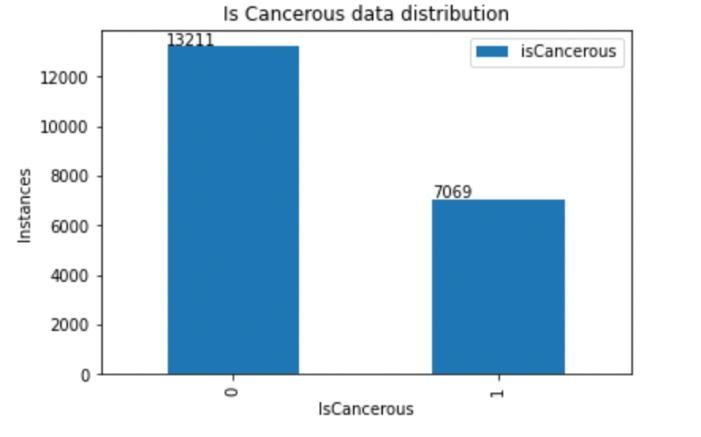 Is Cancerous data distribution
13211
isCancerous
12000
10000
8000
7069
6000
4000
2000
0
Instances
0
1
IsCancerous